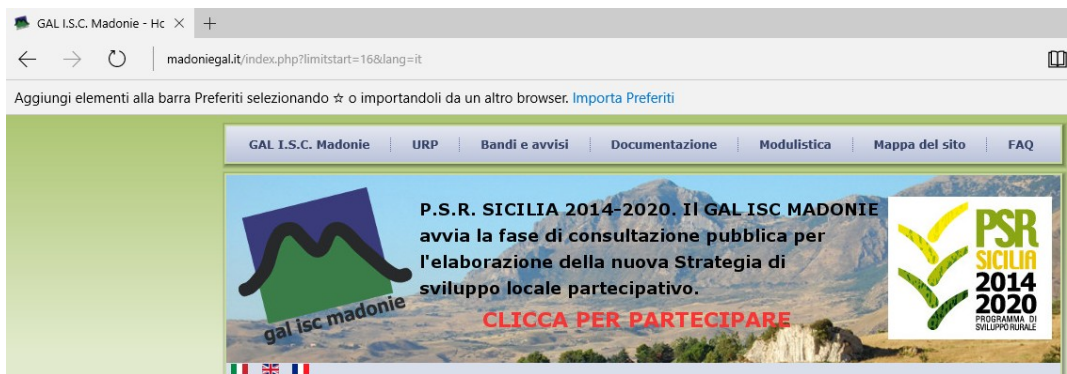 GAL I.S.C. Madonie - Hc
madoniegal.it/index.php?limitstart=16&lang=it
Aggiungi elementi alla barra Preferiti selezionando ☆ o importandoli da un altro browser. Importa Preferiti
GAL I.S.C. Madonie URP Bandi e avvisi Documentazione Modulistica Mappa del sito FAQ
P.S.R. SICILIA 2014-2020. Il GAL ISC MADONIE
avvia la fase di consultazione pubblica per
l'elaborazione della nuova Strategia di
sviluppo locale partecipativo.
CLICCA PER PARTECIPARE
gal isc madonie
PSR
SICILIA
2014
2020
PROGRAMMA DI
SVILUPPO RURALE